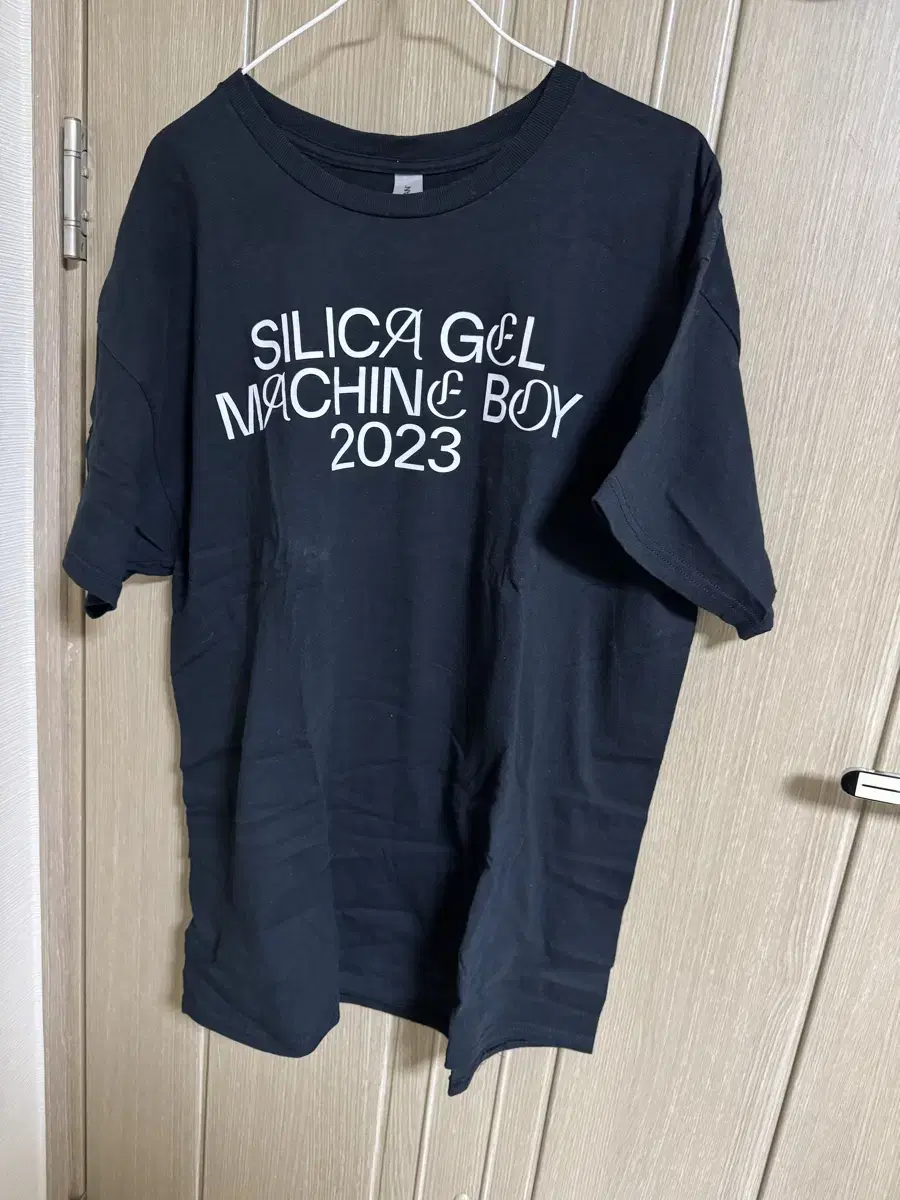 SILICA GEL
MACHINE BOY
2023